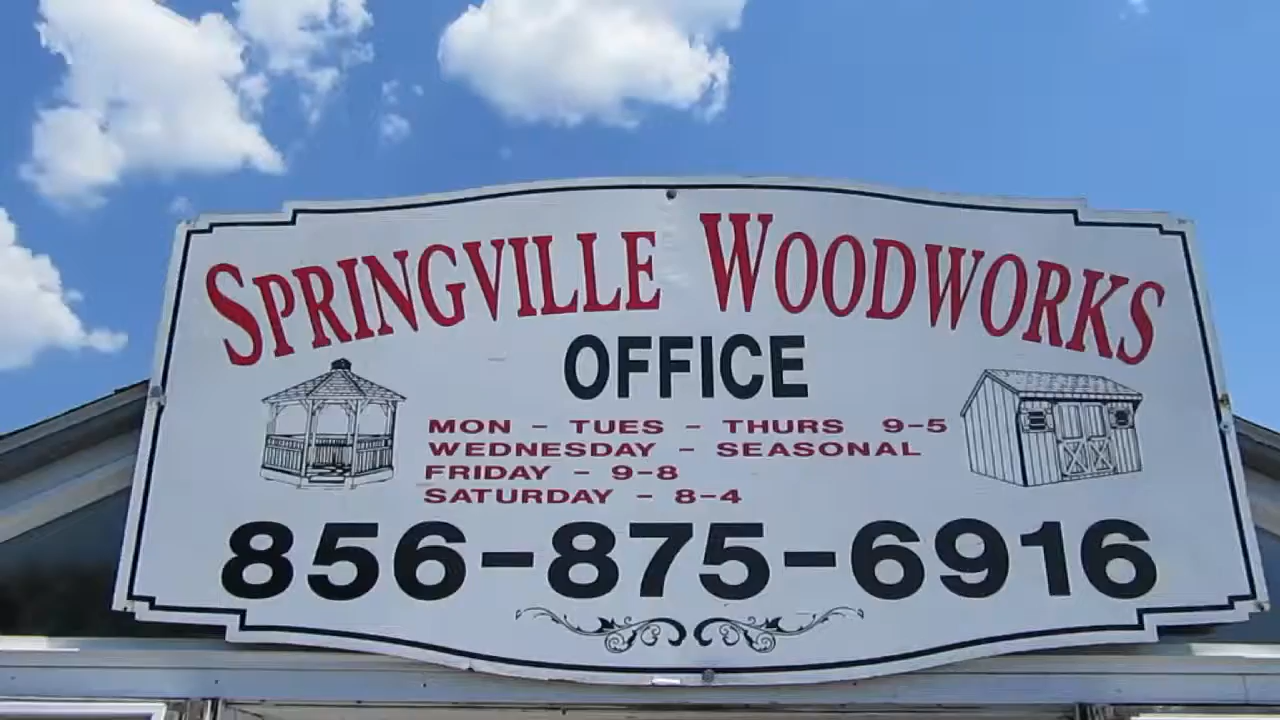 SPRINGVILLE WOODWORKS
OFFICE
MON - TUES - THURS 9-5
WEDNESDAY - SEASONAL
FRIDAY - 9-8
SATURDAY - 8-4
856-875-6916